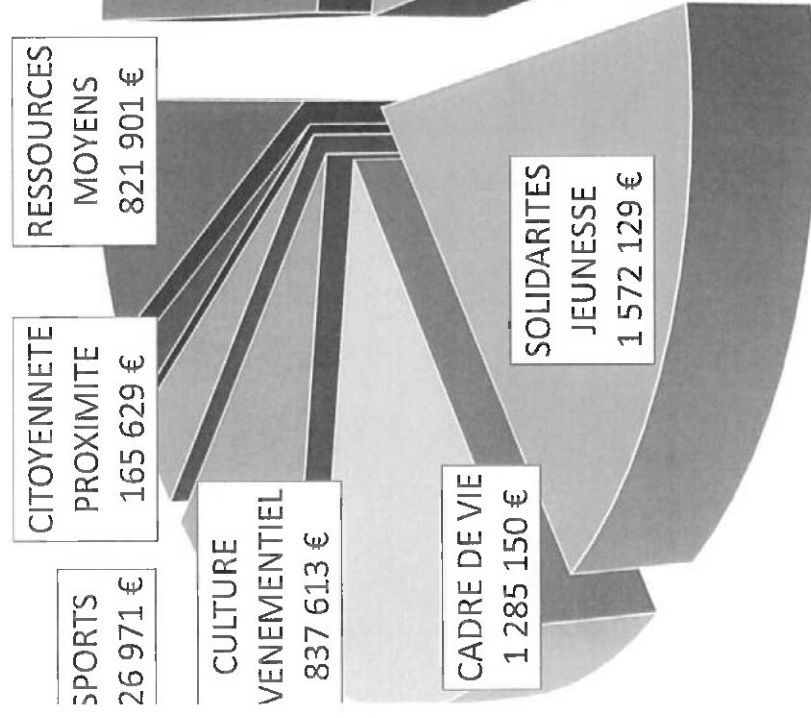 RESSOURCES
MOYENS
821 901 €
CITOYENNETE
PROXIMITE
165 629 €
SPORTS
26 971 €
CULTURE
VENEMENTIEL
837 613 €
CADRE DE VIE
1 285 150 €
SOLIDARITES
JEUNESSE
1 572 129 €